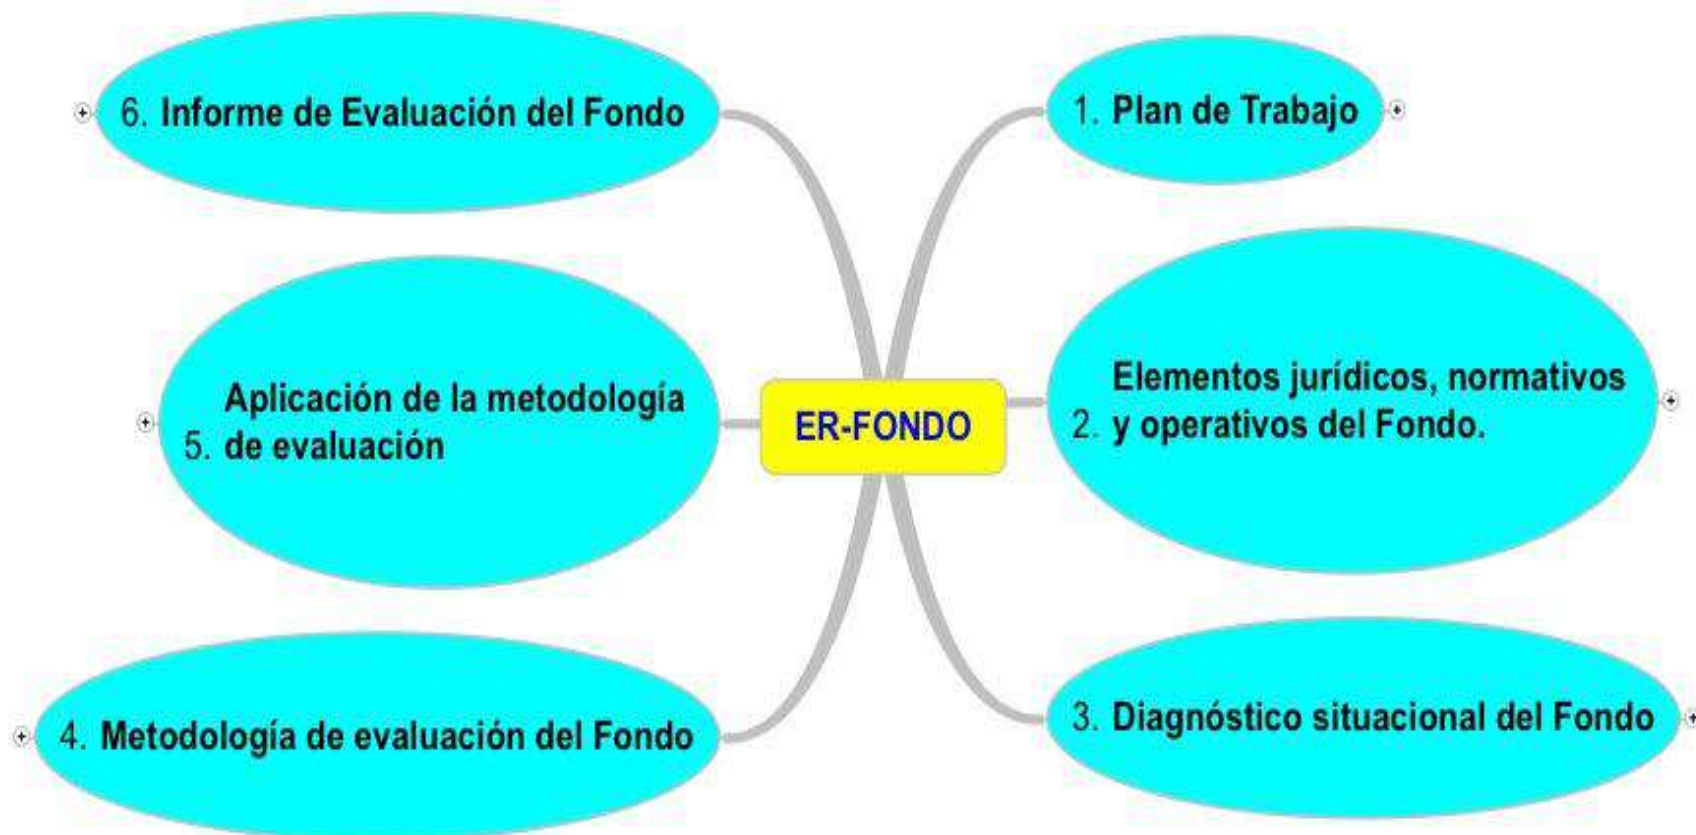 ER-FONDO
1. Plan de Trabajo
Elementos jurídicos, normativos
2. y operativos del Fondo.
3. Diagnóstico situacional del Fondo
4. Metodología de evaluación del Fondo
Aplicación de la metodología
5. de evaluación
6. Informe de Evaluación del Fondo